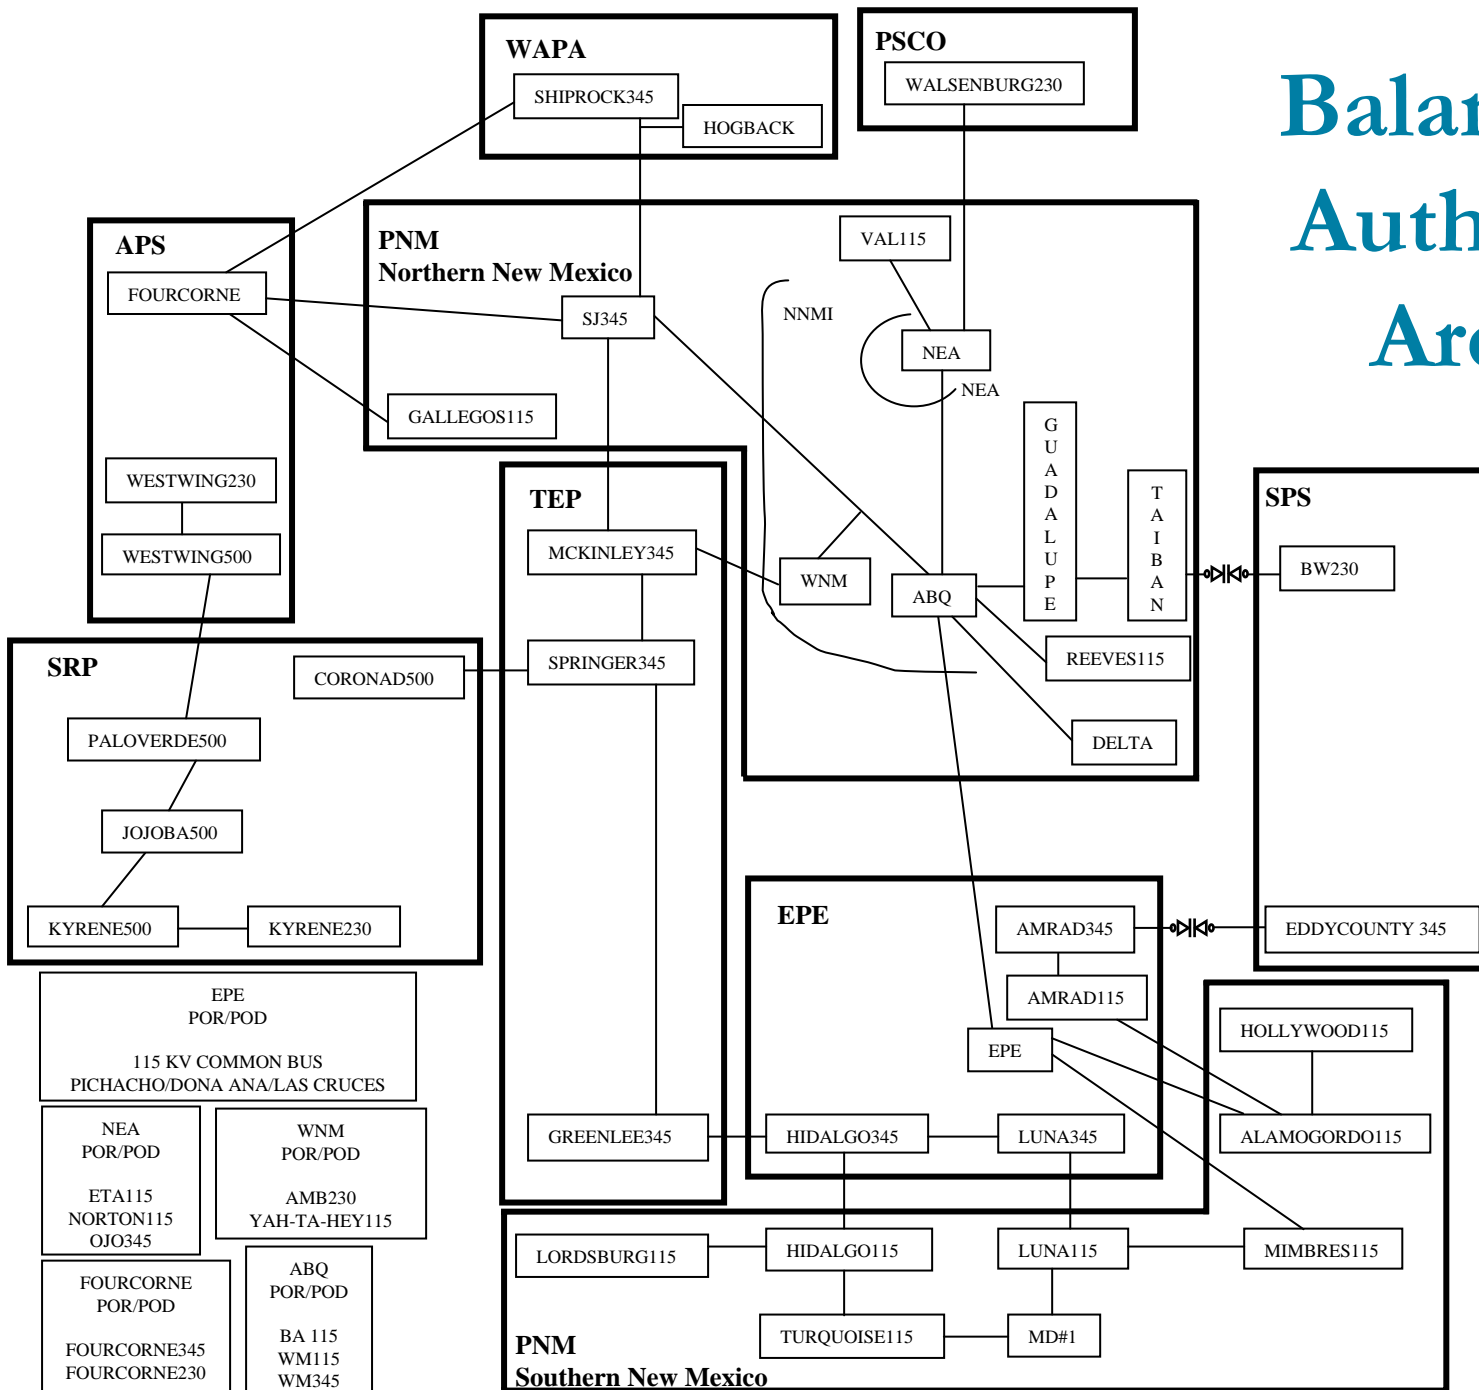 WAPA
SHIPROCK345
HOGBACK
PSCO
WALSENBURG230
Balan
Auth
Are
APS
FOURCORNE
WESTWING230
WESTWING500
PNM
Northern New Mexico
SJ345
GALLEGOS115
VAL115
NNMI
NEA
NEA
GUADALUPE
TAIBAN
WNM
ABQ
REEVES115
DELTA
TEP
MCKINLEY345
SPRINGER345
GREENLEE345
SPS
BW230
EDDYCOUNTY 345
SRP
CORONAD500
PALOVERDE500
JOJOBA500
KYRENE500
KYRENE230
EPE
AMRAD345
AMRAD115
EPE
HIDALGO345
LUNA345
HOLLYWOOD115
ALAMOGORDO115
LORDSBURG115
HIDALGO115
LUNA115
MIMBRES115
TURQUOISE115
MD#1
PNM
Southern New Mexico
EPE
POR/POD
115 KV COMMON BUS
PICHACHO/DONA ANA/LAS CRUCES
NEA
POR/POD
ETA115
NORTON115
OJO345
WNM
POR/POD
AMB230
YAH-TA-HEY115
FOURCORNE
POR/POD
FOURCORNE345
FOURCORNE230
ABQ
POR/POD
BA 115
WM115
WM345